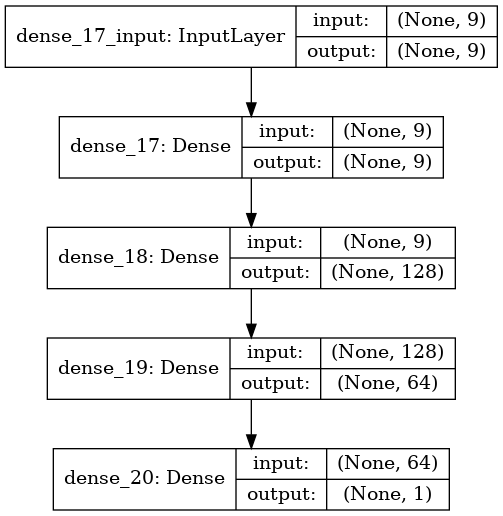 dense_17_input: InputLayer
input: (None, 9)
output: (None, 9)
dense_17: Dense
input: (None, 9)
output: (None, 9)
dense_18: Dense
input: (None, 9)
output: (None, 128)
dense_19: Dense
input: (None, 128)
output: (None, 64)
dense_20: Dense
input: (None, 64)
output: (None, 1)